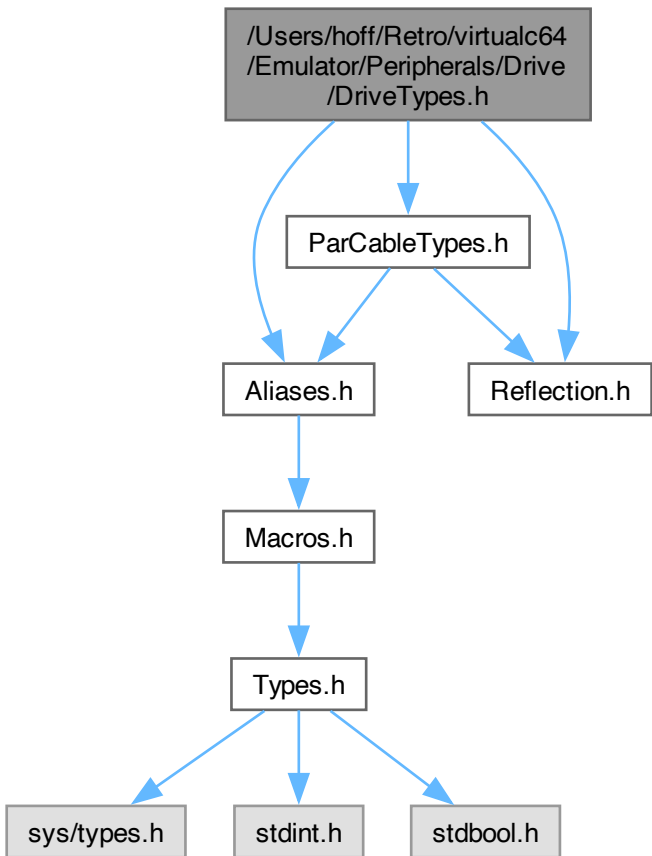 /Users/hoff/Retro/virtualc64
/Emulator/Peripherals/Drive
/DriveTypes.h
ParCableTypes.h
Aliases.h
Reflection.h
Macros.h
Types.h
sys/types.h
stdint.h
stdbool.h